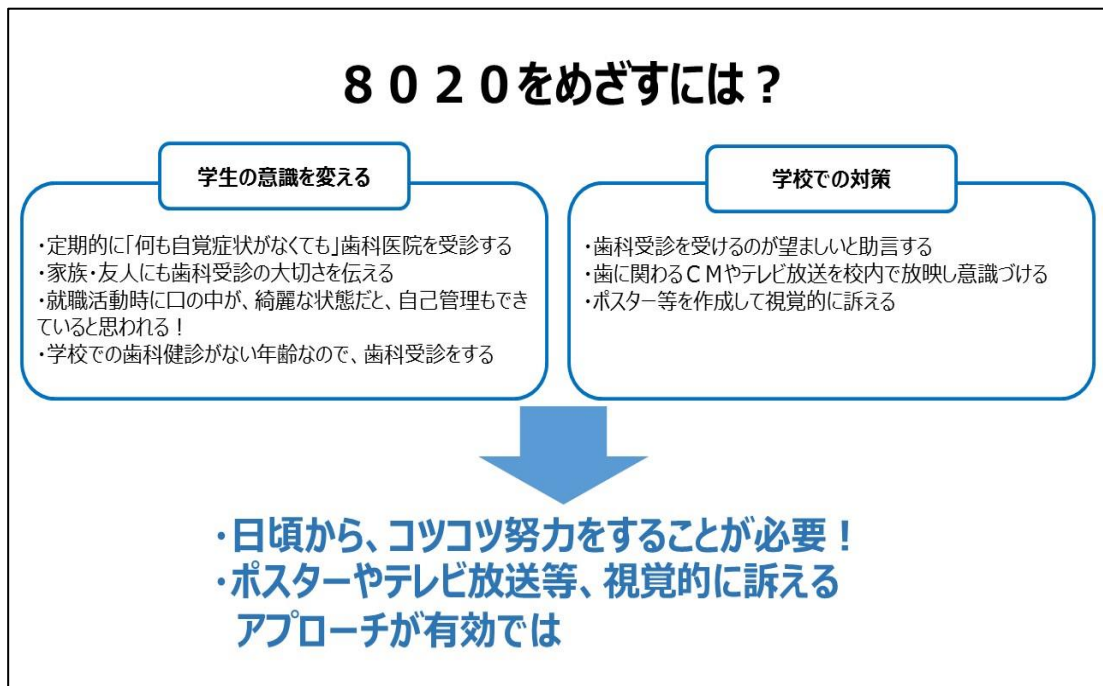 ８０２０をめざすには？
学生の意識を変える
・定期的に「何も自覚症状がなくても」歯科医院を受診する
・家族・友人にも歯科受診の大切さを伝える
・就職活動時に口の中が、綺麗な状態だと、自己管理もでき
ていると思われる！
・学校での歯科健診がない年齢なので、歯科受診をする
学校での対策
・歯科受診を受けるのが望ましいと助言する
・歯に関わるＣＭやテレビ放送を校内で放映し意識づける
・ポスター等を作成して視覚的に訴える
・日頃から、コツコツ努力をすることが必要！
・ポスターやテレビ放送等、視覚的に訴える
アプローチが有効では